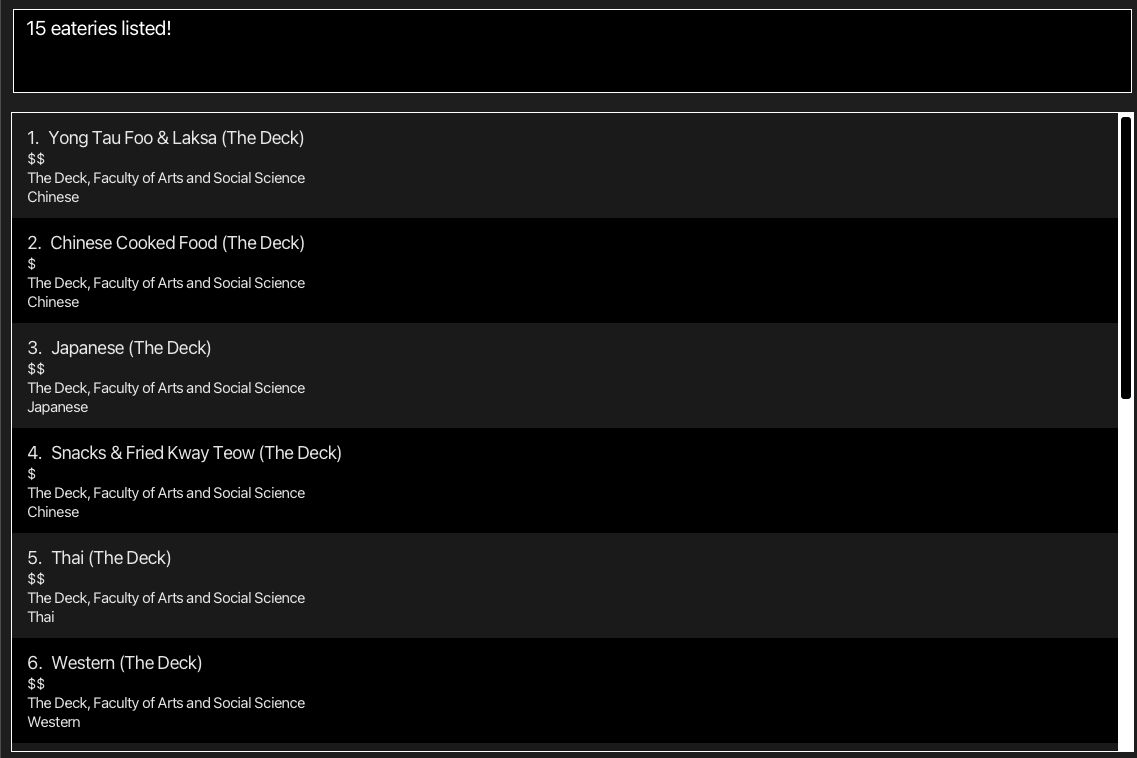 15 eateries listed!
1. Yong Tau Foo & Laksa (The Deck)
$$
The Deck, Faculty of Arts and Social Science
Chinese
2. Chinese Cooked Food (The Deck)
$
The Deck, Faculty of Arts and Social Science
Chinese
3. Japanese (The Deck)
$$
The Deck, Faculty of Arts and Social Science
Japanese
4. Snacks & Fried Kway Teow (The Deck)
$
The Deck, Faculty of Arts and Social Science
Chinese
5. Thai (The Deck)
$$
The Deck, Faculty of Arts and Social Science
Thai
6. Western (The Deck)
$$
The Deck, Faculty of Arts and Social Science
Western